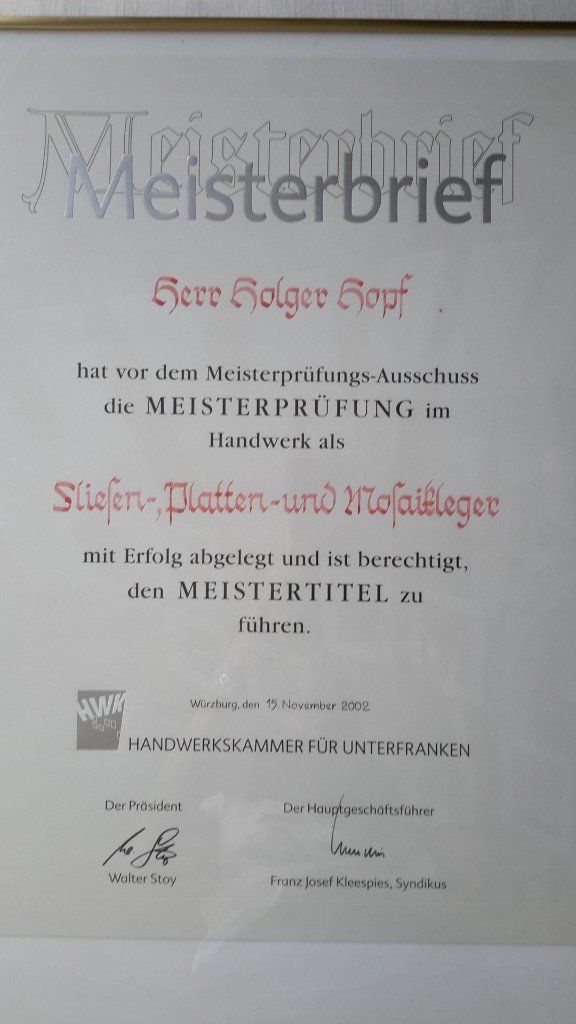 Meisterbrief
Meisterbrief
Herr Holger Hopf
hat vor dem Meisterprüfungs-Ausschuss
die MEISTERPRÜFUNG im
Handwerk als
Fliesen-, Platten- und Mosaikleger
mit Erfolg abgelegt und ist berechtigt,
den MEISTERTITEL zu
führen.
Würzburg, den 15. November 2002
HWK
HANDWERKSKAMMER FÜR UNTERFRANKEN
Der Präsident Der Hauptgeschäftsführer
Walter Stoy Franz Josef Kleespies, Syndikus